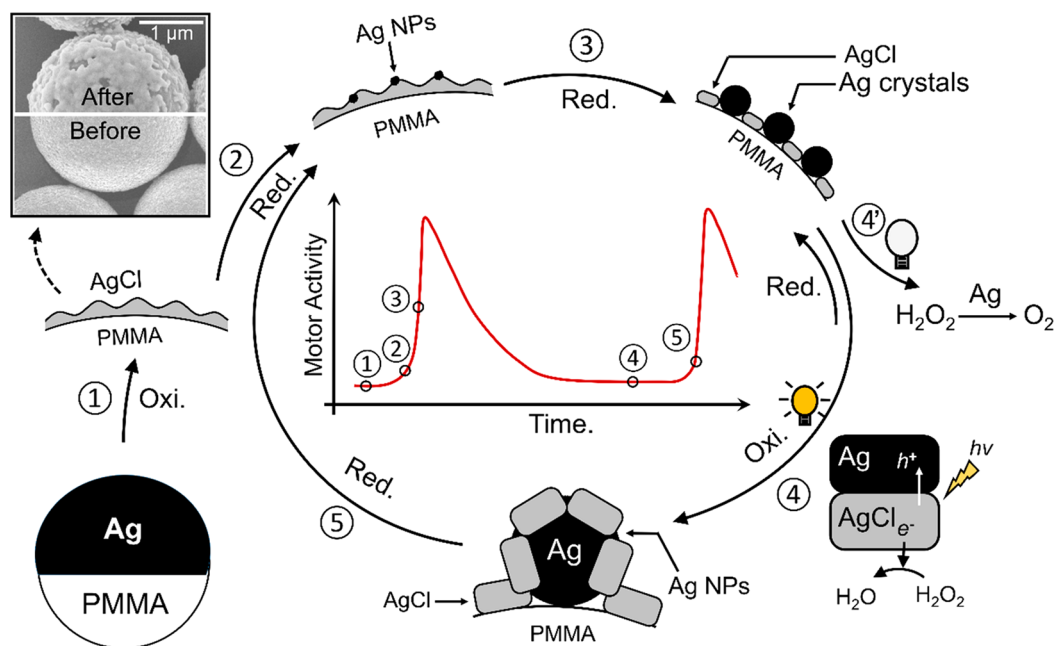 1 μm
After
Before
Ag NPs
PMMA
③
Red.
AgCl
Ag crystals
PMMA
②
Red.
④'
Red.
H₂O₂ Ag O₂
AgCl
PMMA
①
Oxi.
Motor Activity
①
②
③
④
⑤
Time.
Ag
PMMA
Red.
⑤
Oxi.
④
Ag h⁺
hv
AgCl e-
H₂O H₂O₂
Ag
AgCl
Ag NPs
PMMA